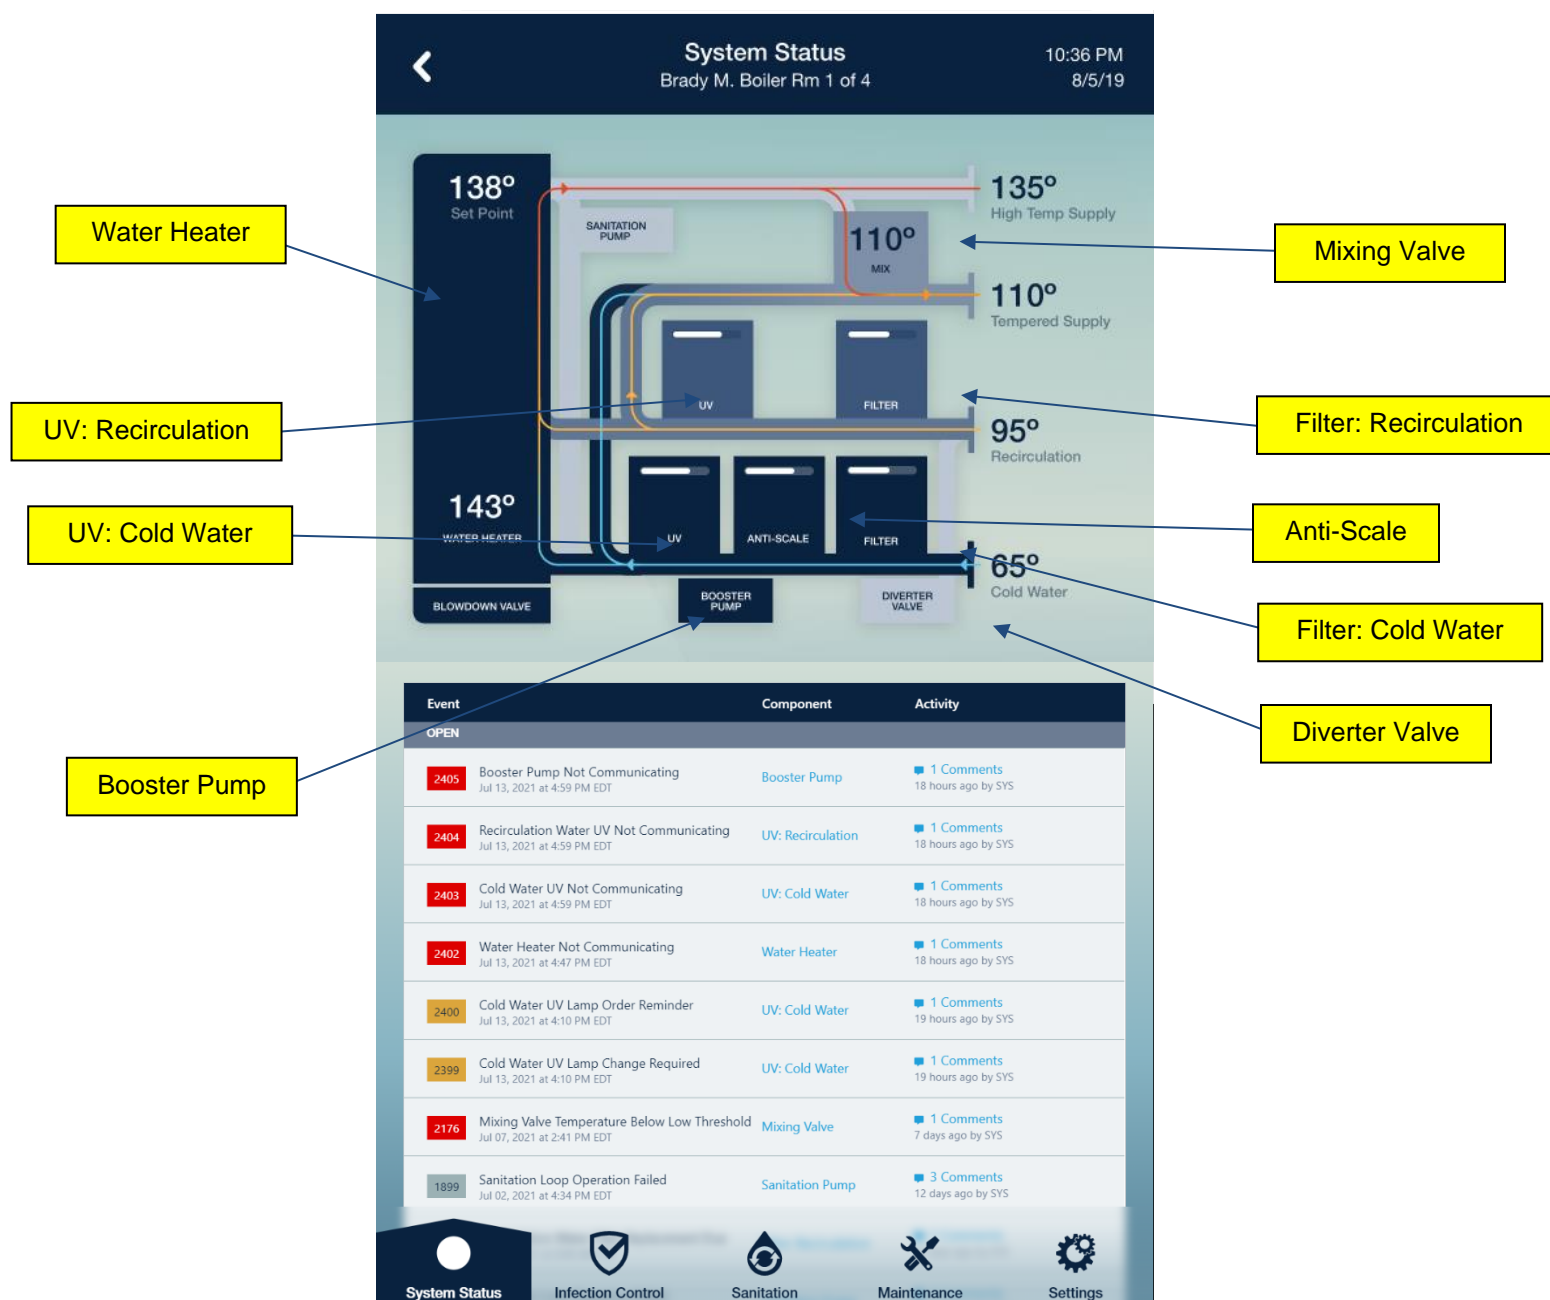 System Status
Brady M. Boiler Rm 1 of 4
10:36 PM
8/5/19
138º
Set Point
SANITATION
PUMP
110º
MIX
135º
High Temp Supply
110º
Tempered Supply
UV
FILTER
95º
Recirculation
143º
WATER HEATER
UV
ANTI-SCALE
FILTER
65º
Cold Water
BLOWDOWN VALVE
BOOSTER
PUMP
DIVERTER
VALVE
Water Heater
UV: Recirculation
UV: Cold Water
Booster Pump
Mixing Valve
Filter: Recirculation
Anti-Scale
Filter: Cold Water
Diverter Valve
Event Component Activity
OPEN
2405 Booster Pump Not Communicating Booster Pump 1 Comments
Jul 13, 2021 at 4:59 PM EDT 18 hours ago by SYS
2404 Recirculation Water UV Not Communicating UV: Recirculation 1 Comments
Jul 13, 2021 at 4:59 PM EDT 18 hours ago by SYS
2403 Cold Water UV Not Communicating UV: Cold Water 1 Comments
Jul 13, 2021 at 4:59 PM EDT 18 hours ago by SYS
2402 Water Heater Not Communicating Water Heater 1 Comments
Jul 13, 2021 at 4:47 PM EDT 18 hours ago by SYS
2400 Cold Water UV Lamp Order Reminder UV: Cold Water 1 Comments
Jul 13, 2021 at 4:10 PM EDT 19 hours ago by SYS
2399 Cold Water UV Lamp Change Required UV: Cold Water 1 Comments
Jul 13, 2021 at 4:10 PM EDT 19 hours ago by SYS
2176 Mixing Valve Temperature Below Low Threshold Mixing Valve 1 Comments
Jul 07, 2021 at 2:41 PM EDT 7 days ago by SYS
1899 Sanitation Loop Operation Failed Sanitation Pump 3 Comments
Jul 02, 2021 at 4:34 PM EDT 12 days ago by SYS
System Status Infection Control Sanitation Maintenance Settings